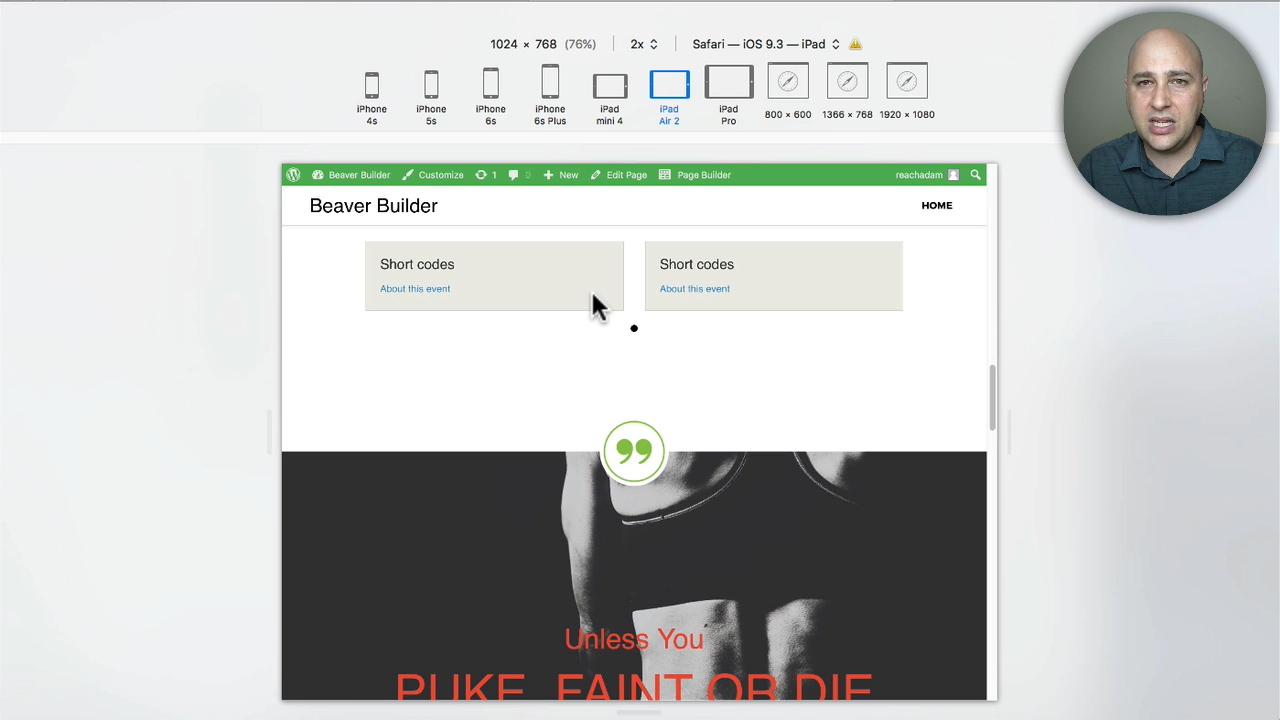 1024 × 768 (76%) 2x Safari — iOS 9.3 — iPad
iPhone 4s
iPhone 5s
iPhone 6s
iPhone 6s Plus
iPad mini 4
iPad Air 2
iPad Pro
800 × 600
1366 × 768
1920 × 1080
Beaver Builder Customize 1 0 New Edit Page Page Builder reachadam
Beaver Builder HOME
Short codes
About this event
Short codes
About this event
Unless You
PUKE, FAINT OR DIE